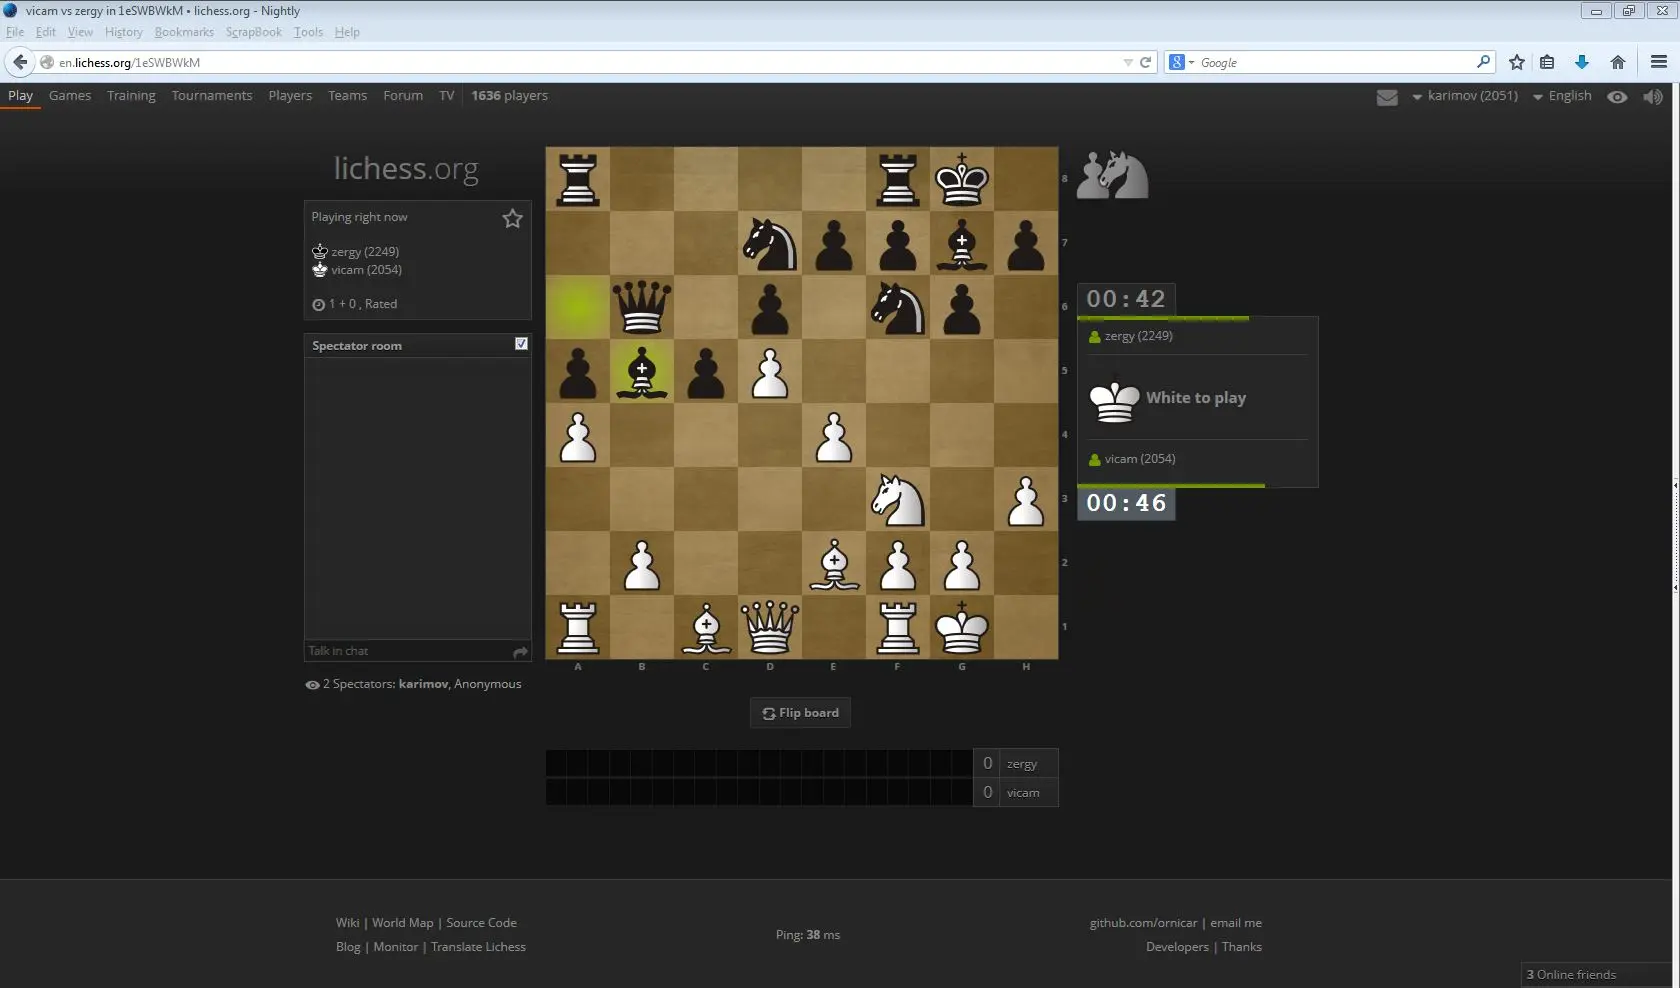 vicam vs zergy in 1eSWBWkM • lichess.org - Nightly
File Edit View History Bookmarks ScrapBook Tools Help
en.lichess.org/1eSWBWkM
8 Google
Play Games Training Tournaments Players Teams Forum TV 1636 players karimov (2051) English
lichess.org
Playing right now
zergy (2249)
vicam (2054)
1 + 0 , Rated
Spectator room
Talk in chat
2 Spectators: karimov, Anonymous
8
7
6
5
4
3
2
1
A B C D E F G H
00:42
zergy (2249)
White to play
vicam (2054)
00:46
Flip board
0 zergy
0 vicam
Wiki | World Map | Source Code
Blog | Monitor | Translate Lichess
Ping: 38 ms
github.com/ornicar | email me
Developers | Thanks
3 Online friends